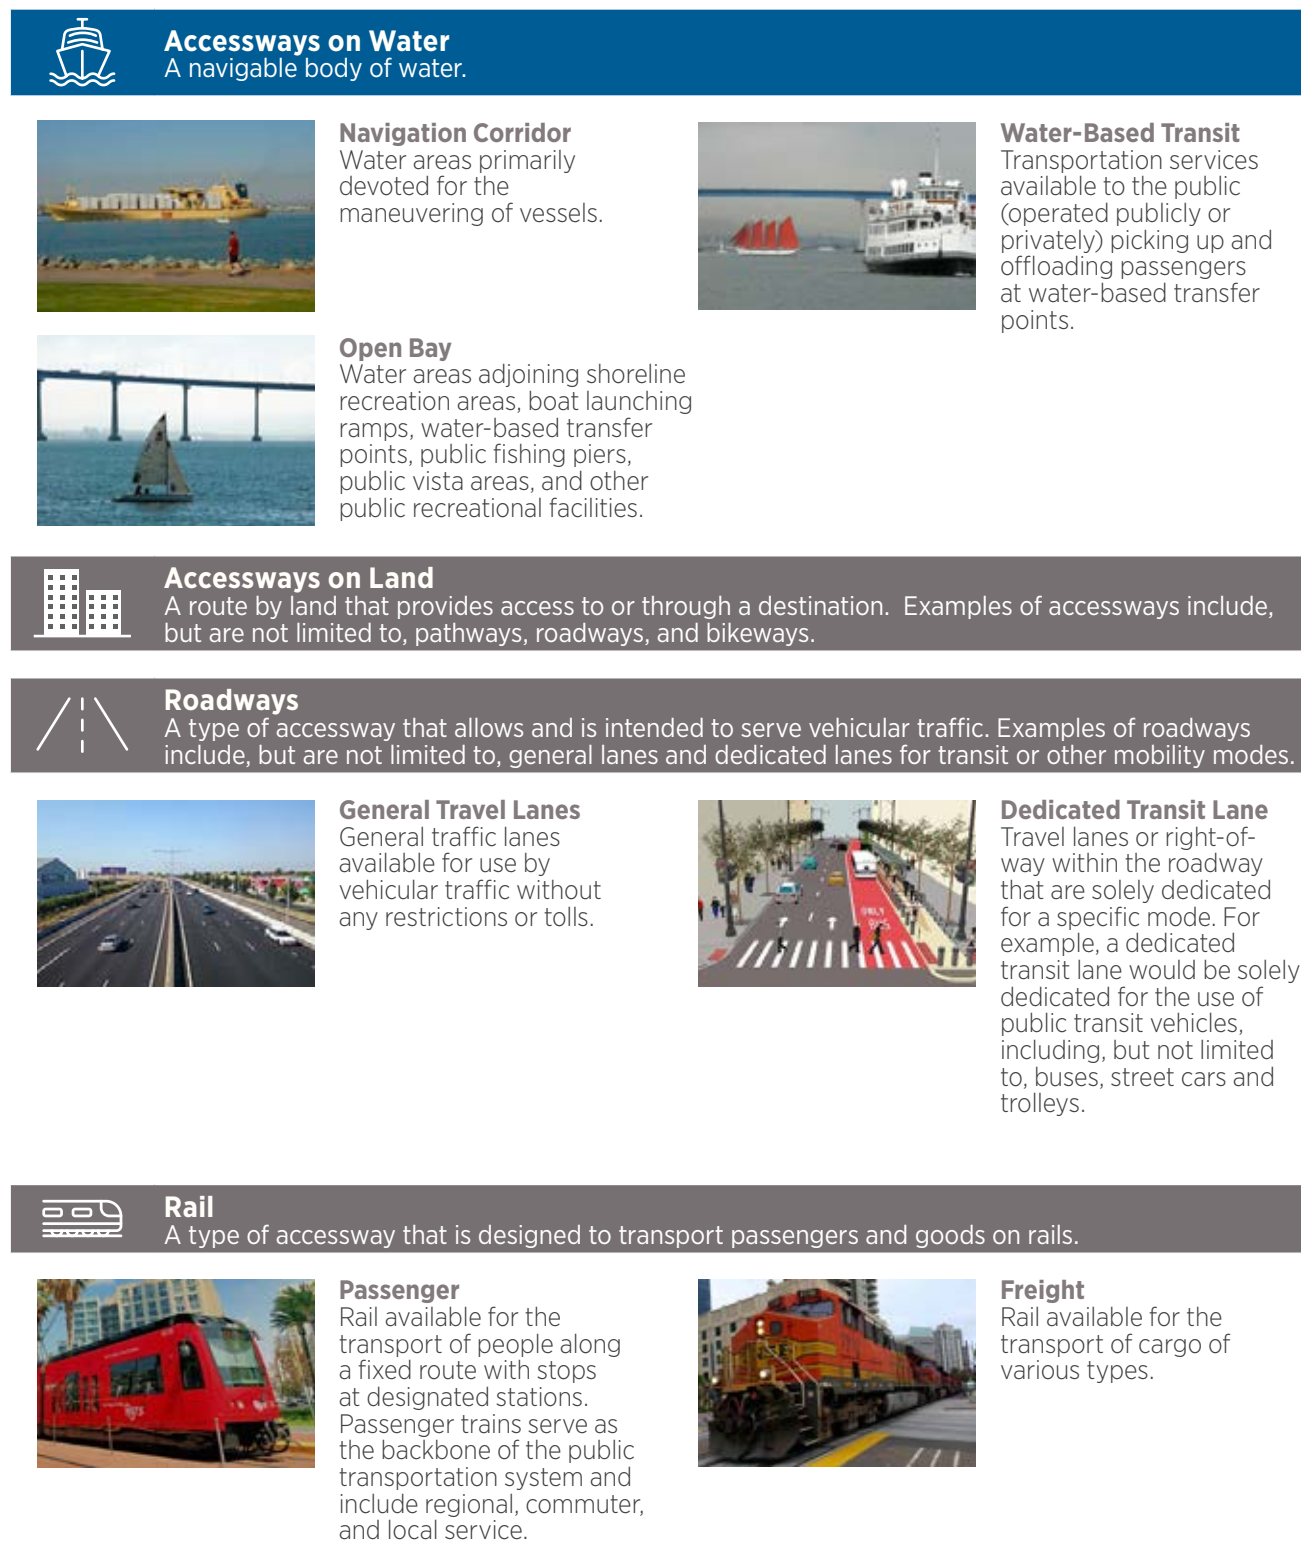 Accessways on Water
A navigable body of water.
Navigation Corridor
Water areas primarily
devoted for the
maneuvering of vessels.
Water-Based Transit
Transportation services
available to the public
(operated publicly or
privately) picking up and
offloading passengers
at water-based transfer
points.
Open Bay
Water areas adjoining shoreline
recreation areas, boat launching
ramps, water-based transfer
points, public fishing piers,
public vista areas, and other
public recreational facilities.
Accessways on Land
A route by land that provides access to or through a destination.  Examples of accessways include,
but are not limited to, pathways, roadways, and bikeways.
Roadways
A type of accessway that allows and is intended to serve vehicular traffic. Examples of roadways
include, but are not limited to, general lanes and dedicated lanes for transit or other mobility modes.
General Travel Lanes
General traffic lanes
available for use by
vehicular traffic without
any restrictions or tolls.
ONLY
BUS
Dedicated Transit Lane
Travel lanes or right-of-
way within the roadway
that are solely dedicated
for a specific mode. For
example, a dedicated
transit lane would be solely
dedicated for the use of
public transit vehicles,
including, but not limited
to, buses, street cars and
trolleys.
Rail
A type of accessway that is designed to transport passengers and goods on rails.
Passenger
Rail available for the
transport of people along
a fixed route with stops
at designated stations.
Passenger trains serve as
the backbone of the public
transportation system and
include regional, commuter,
and local service.
Freight
Rail available for the
transport of cargo of
various types.